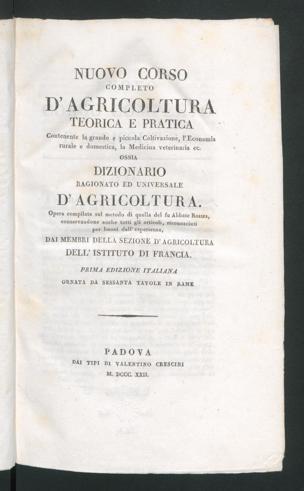 NUOVO CORSO
COMPLETO
D'AGRICOLTURA
TEORICA E PRATICA
Contenente la grande e piccola Coltivazione, l'Economia
rurale e domestica, la Medicina veterinaria ec.
OSSIA
DIZIONARIO
RAGIONATO ED UNIVERSALE
D'AGRICOLTURA.
Opera compilata sul metodo di quella del fu Abbate Rozier,
conservandone anche tutti gli articoli, riconosciuti
per buoni dall'esperienza,
DAI MEMBRI DELLA SEZIONE D'AGRICOLTURA
DELL'ISTITUTO DI FRANCIA.
PRIMA EDIZIONE ITALIANA
ORNATA DA SESSANTA TAVOLE IN RAME
PADOVA
DAI TIPI DI VALENTINO CRESCINI
M. DCCC. XXII.